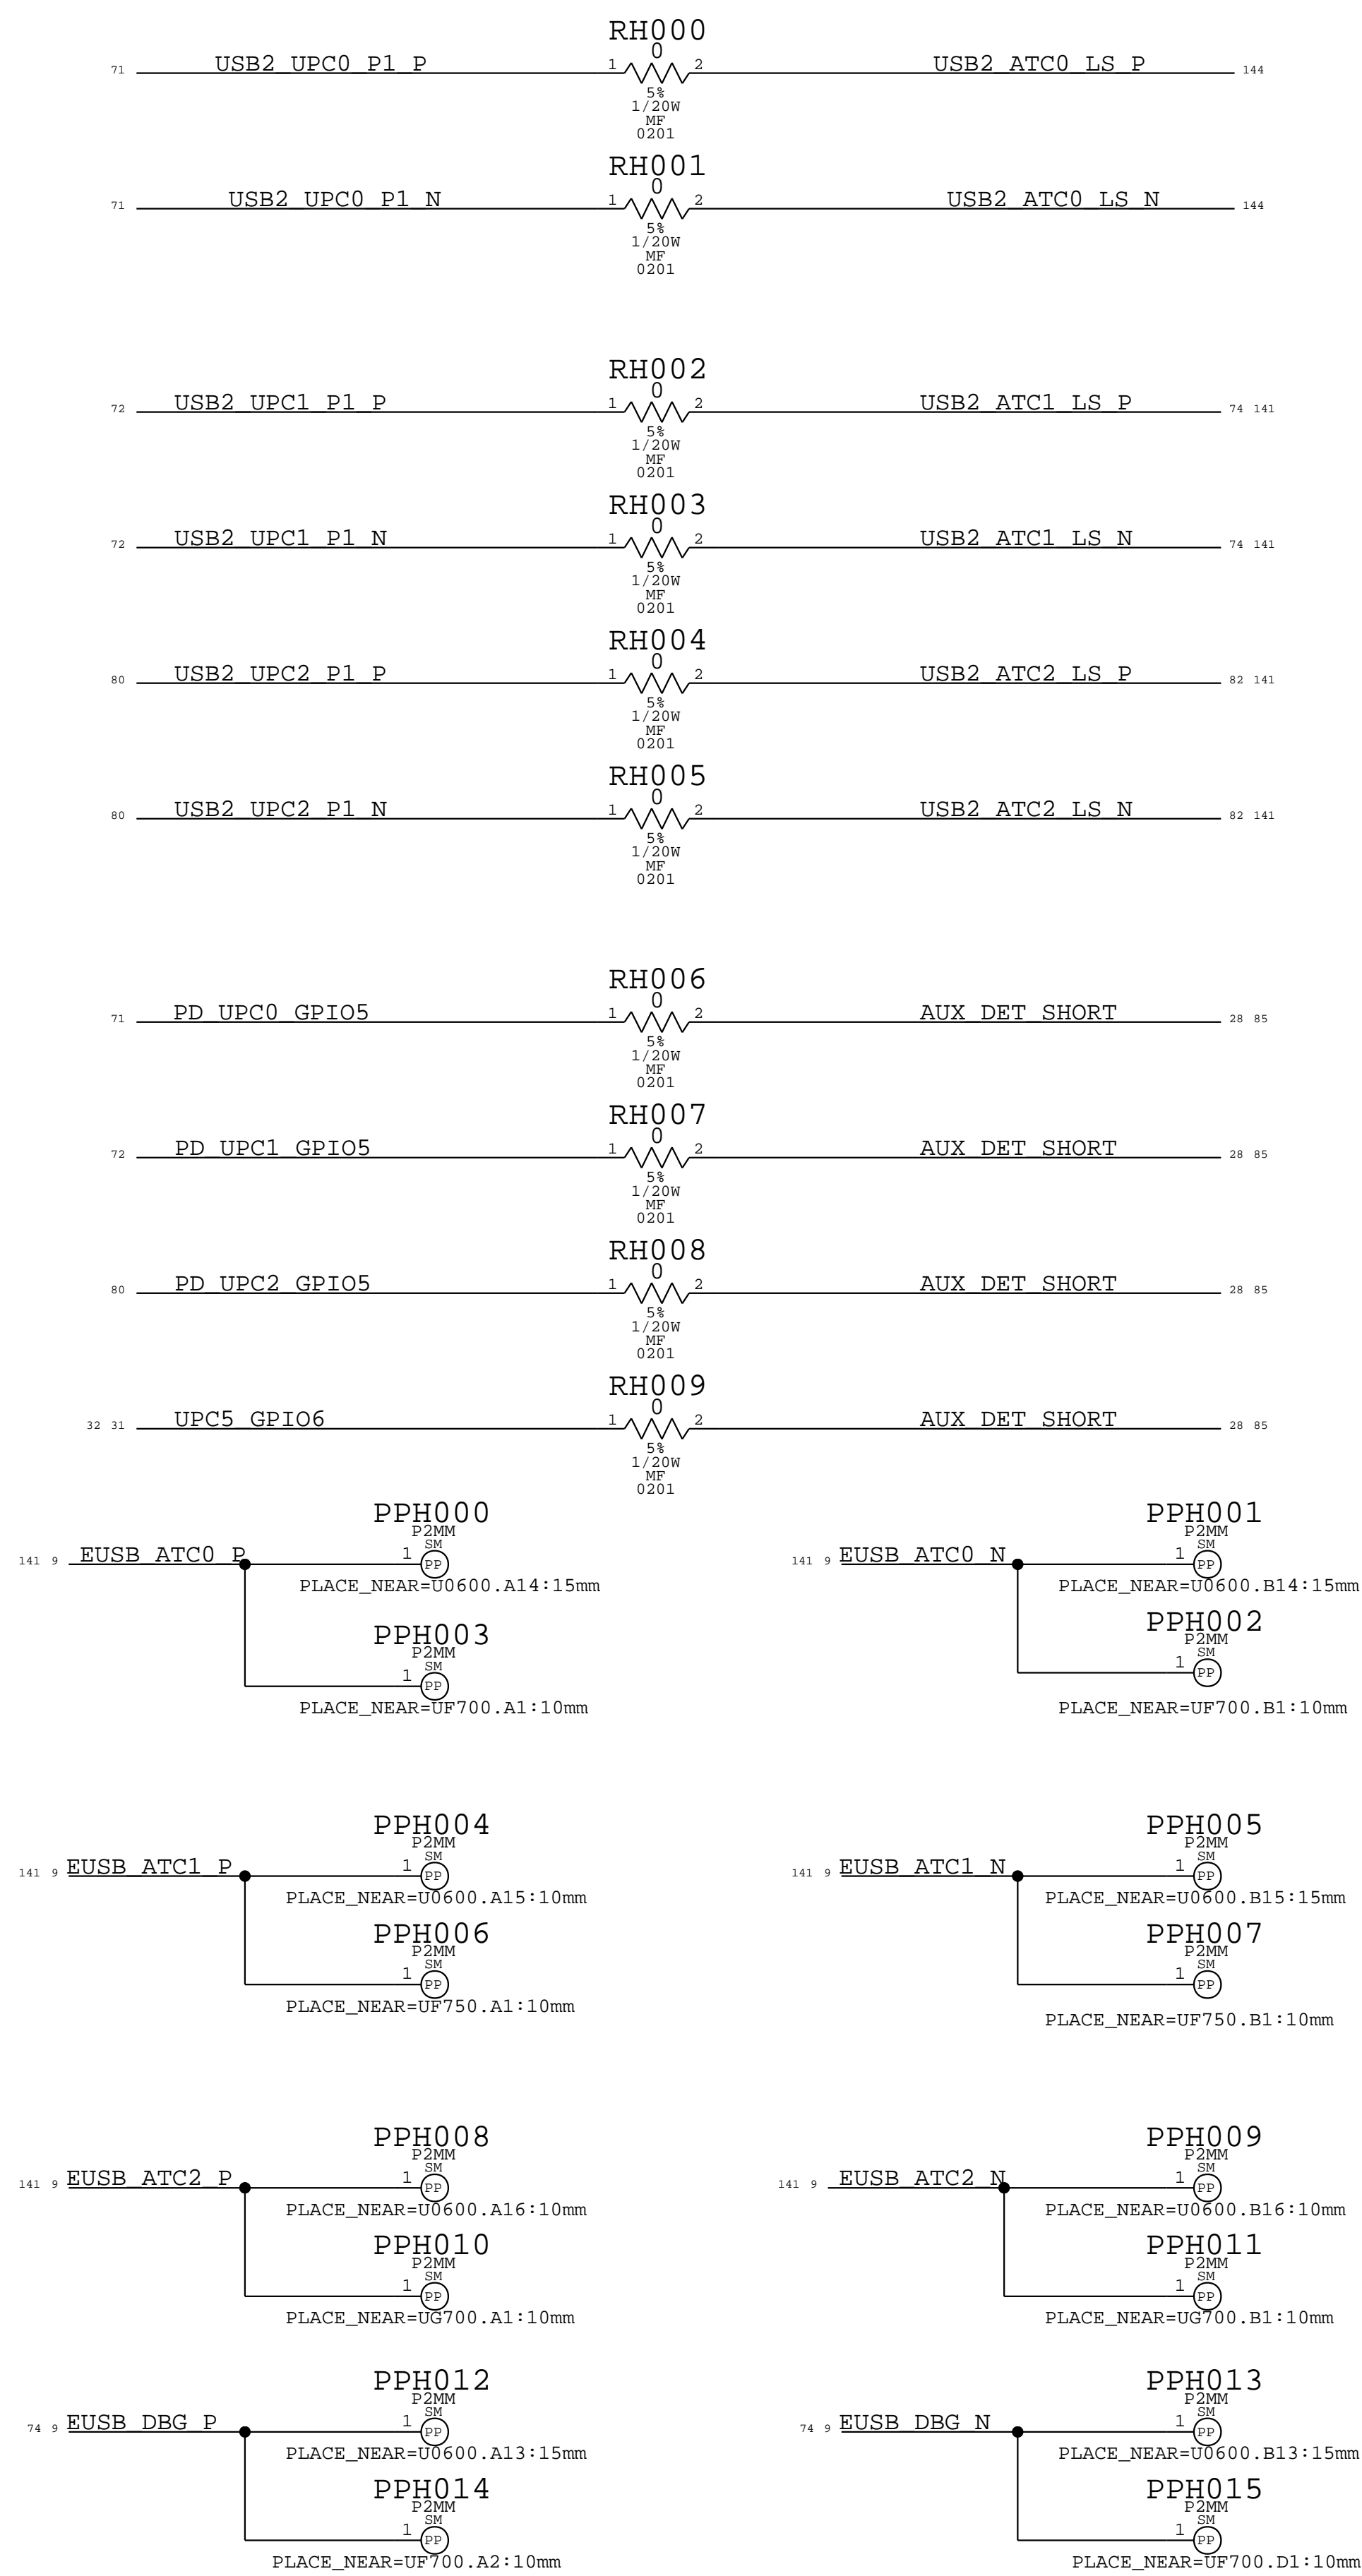 RH000
0
71 USB2_UPC0_P1_P 1 2 USB2_ATC0_LS_P 144
5%
1/20W
MF
0201
RH001
0
71 USB2_UPC0_P1_N 1 2 USB2_ATC0_LS_N 144
5%
1/20W
MF
0201
RH002
0
72 USB2_UPC1_P1_P 1 2 USB2_ATC1_LS_P 74 141
5%
1/20W
MF
0201
RH003
0
72 USB2_UPC1_P1_N 1 2 USB2_ATC1_LS_N 74 141
5%
1/20W
MF
0201
RH004
0
80 USB2_UPC2_P1_P 1 2 USB2_ATC2_LS_P 82 141
5%
1/20W
MF
0201
RH005
0
80 USB2_UPC2_P1_N 1 2 USB2_ATC2_LS_N 82 141
5%
1/20W
MF
0201
RH006
0
71 PD_UPC0_GPIO5 1 2 AUX_DET_SHORT 28 85
5%
1/20W
MF
0201
RH007
0
72 PD_UPC1_GPIO5 1 2 AUX_DET_SHORT 28 85
5%
1/20W
MF
0201
RH008
0
80 PD_UPC2_GPIO5 1 2 AUX_DET_SHORT 28 85
5%
1/20W
MF
0201
RH009
0
32 31 UPC5_GPIO6 1 2 AUX_DET_SHORT 28 85
5%
1/20W
MF
0201
PPH000
P2MM
SM
141 9 EUSB_ATC0_P 1 PP
PLACE_NEAR=U0600.A14:15mm
PPH003
P2MM
SM
1 PP
PLACE_NEAR=UF700.A1:10mm
PPH001
P2MM
SM
141 9 EUSB_ATC0_N 1 PP
PLACE_NEAR=U0600.B14:15mm
PPH002
P2MM
SM
1 PP
PLACE_NEAR=UF700.B1:10mm
PPH004
P2MM
SM
141 9 EUSB_ATC1_P 1 PP
PLACE_NEAR=U0600.A15:10mm
PPH006
P2MM
SM
1 PP
PLACE_NEAR=UF750.A1:10mm
PPH005
P2MM
SM
141 9 EUSB_ATC1_N 1 PP
PLACE_NEAR=U0600.B15:15mm
PPH007
P2MM
SM
1 PP
PLACE_NEAR=UF750.B1:10mm
PPH008
P2MM
SM
141 9 EUSB_ATC2_P 1 PP
PLACE_NEAR=U0600.A16:10mm
PPH010
P2MM
SM
1 PP
PLACE_NEAR=UG700.A1:10mm
PPH009
P2MM
SM
141 9 EUSB_ATC2_N 1 PP
PLACE_NEAR=U0600.B16:10mm
PPH011
P2MM
SM
1 PP
PLACE_NEAR=UG700.B1:10mm
PPH012
P2MM
SM
74 9 EUSB_DBG_P 1 PP
PLACE_NEAR=U0600.A13:15mm
PPH014
P2MM
SM
1 PP
PLACE_NEAR=UF700.A2:10mm
PPH013
P2MM
SM
74 9 EUSB_DBG_N 1 PP
PLACE_NEAR=U0600.B13:15mm
PPH015
P2MM
SM
1 PP
PLACE_NEAR=UF700.D1:10mm